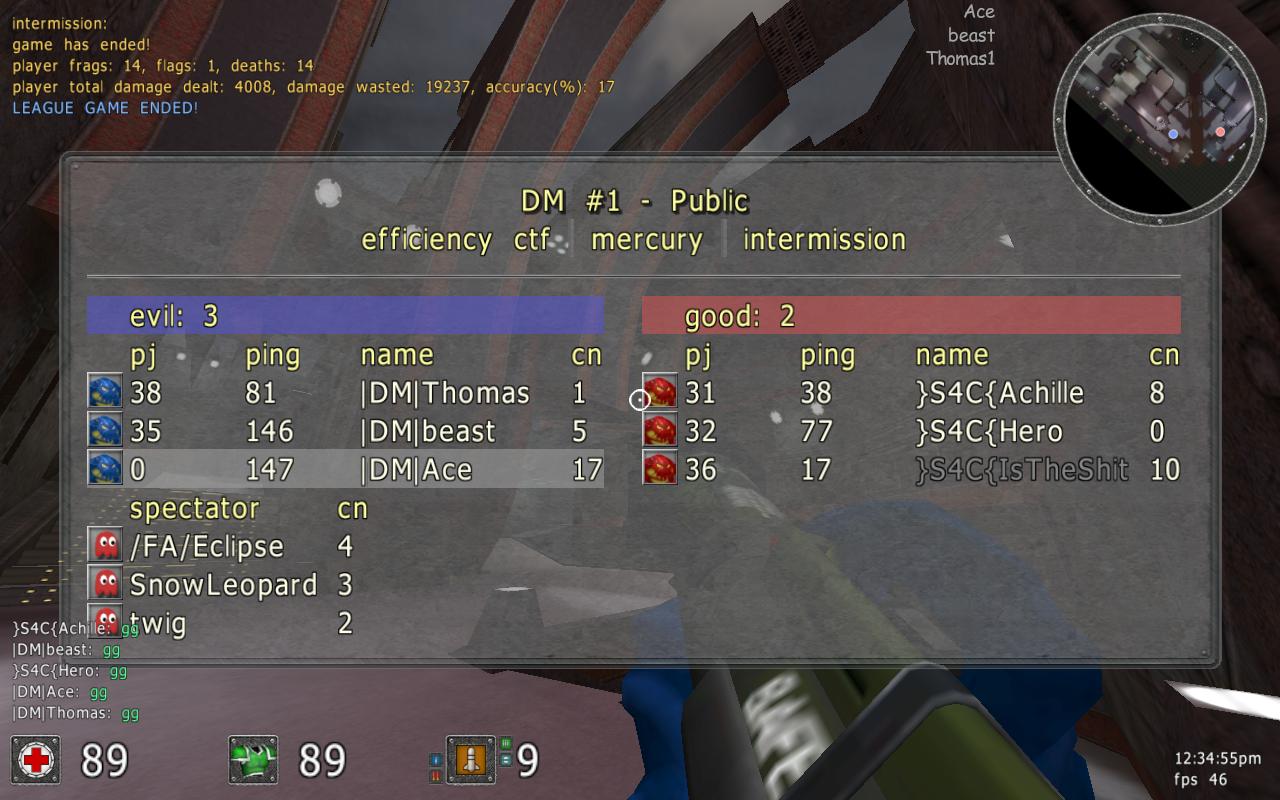 intermission:
game has ended!
player frags: 14, flags: 1, deaths: 14
player total damage dealt: 4008, damage wasted: 19237, accuracy(%): 17
LEAGUE GAME ENDED!
Ace
beast
Thomas1
DM #1 - Public
efficiency ctf mercury intermission
evil: 3
pj ping name cn
38 81 |DM|Thomas 1
35 146 |DM|beast 5
0 147 |DM|Ace 17
good: 2
pj ping name cn
31 38 }S4C{Achille 8
32 77 }S4C{Hero 0
36 17 }S4C{IsTheShit 10
spectator cn
/FA/Eclipse 4
SnowLeopard 3
twig 2
}S4C{Achille: gg
|DM|beast: gg
}S4C{Hero: gg
|DM|Ace: gg
|DM|Thomas: gg
89
89
9
12:34:55pm
fps 46